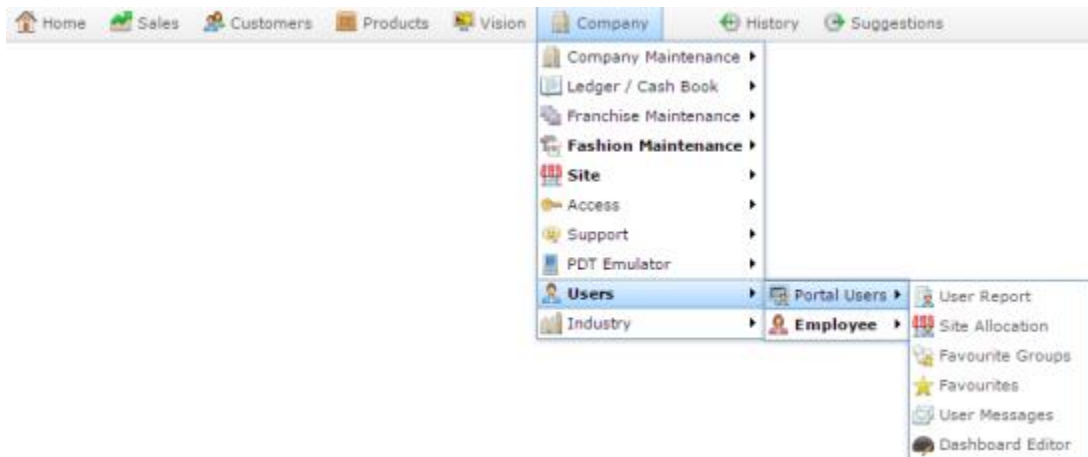 Home Sales Customers Products Vision Company History Suggestions
Company Maintenance
Ledger / Cash Book
Franchise Maintenance
Fashion Maintenance
Site
Access
Support
PDT Emulator
Users
Industry
Portal Users
Employee
User Report
Site Allocation
Favourite Groups
Favourites
User Messages
Dashboard Editor